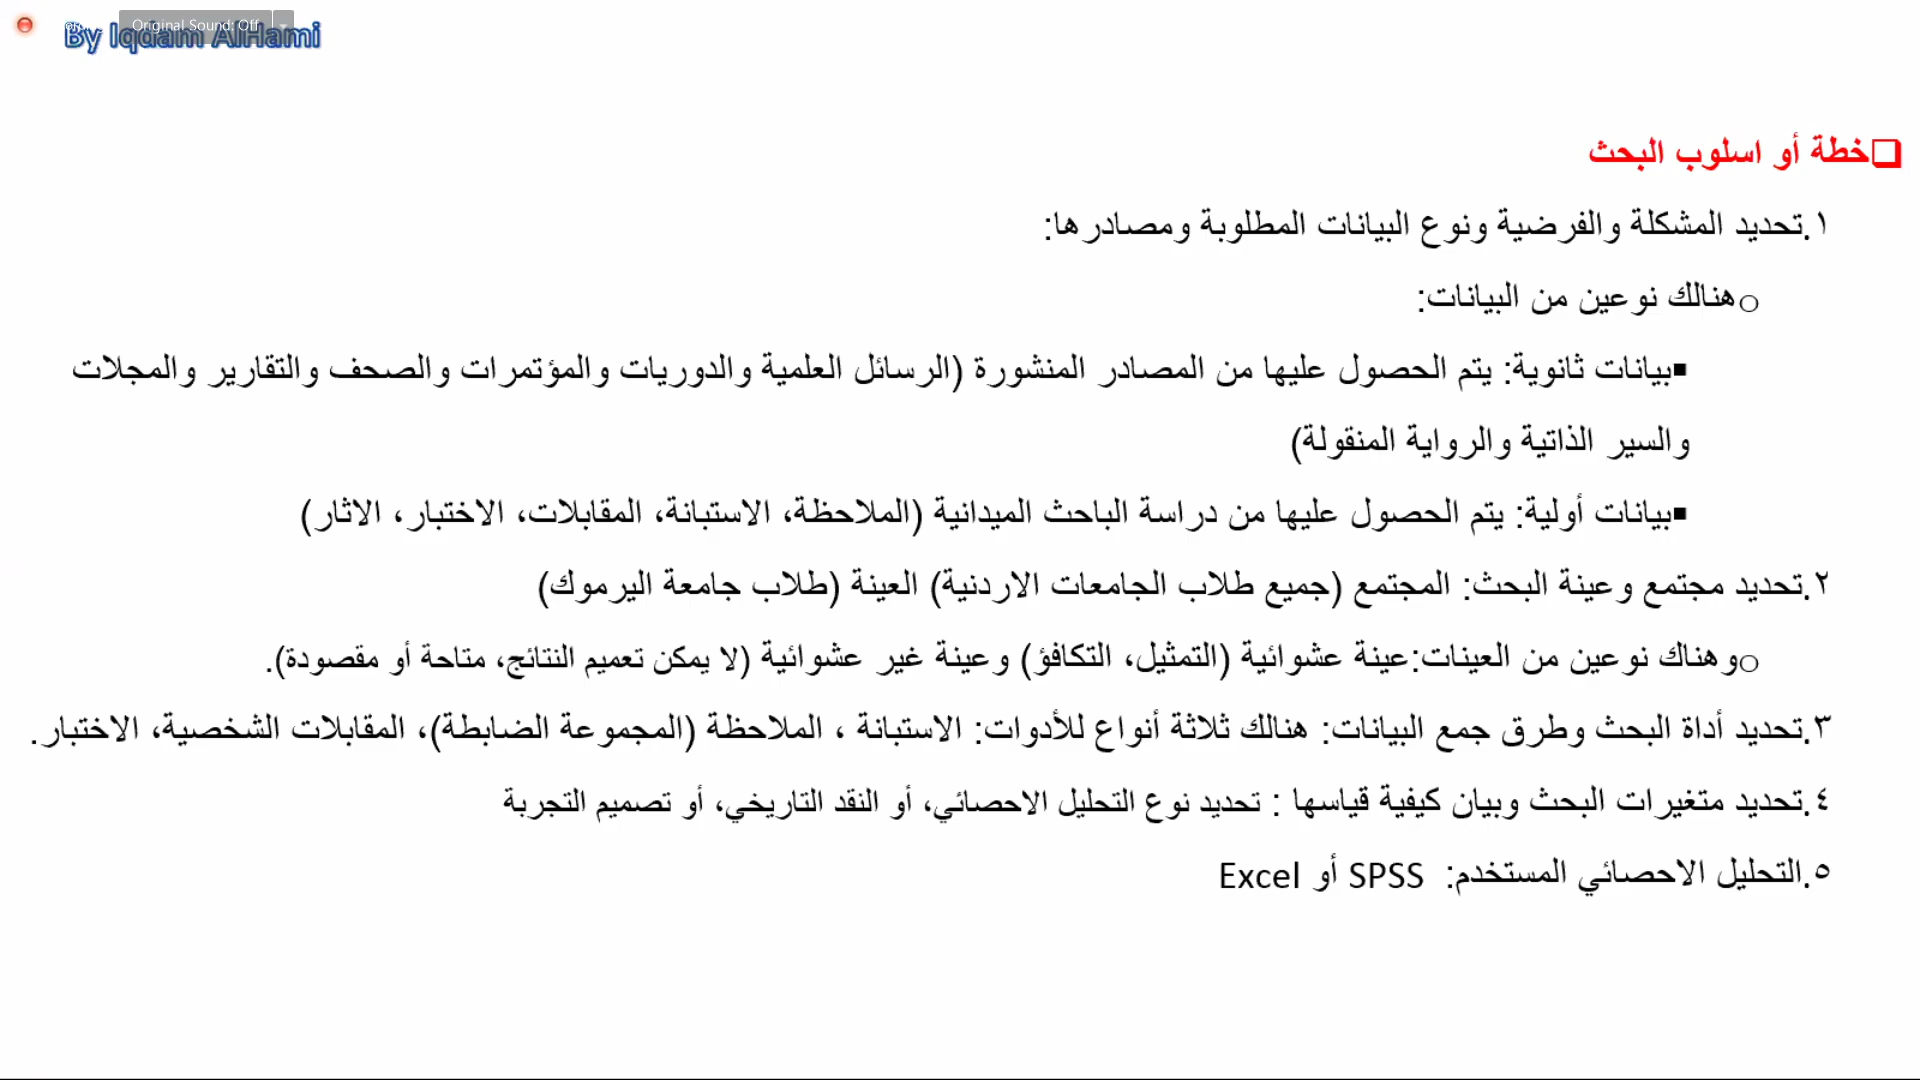 Original Sound: Off
By Iqdam AlHami
خطة أو اسلوب البحث
١.تحديد المشكلة والفرضية ونوع البيانات المطلوبة ومصادرها:
هنالك نوعين من البيانات:
بيانات ثانوية: يتم الحصول عليها من المصادر المنشورة (الرسائل العلمية والدوريات والمؤتمرات والصحف والتقارير والمجلات
والسير الذاتية والرواية المنقولة)
بيانات أولية: يتم الحصول عليها من دراسة الباحث الميدانية (الملاحظة، الاستبانة، المقابلات، الاختبار، الاثار)
٢.تحديد مجتمع وعينة البحث: المجتمع (جميع طلاب الجامعات الاردنية) العينة (طلاب جامعة اليرموك)
وهناك نوعين من العينات:عينة عشوائية (التمثيل، التكافؤ) وعينة غير عشوائية (لا يمكن تعميم النتائج، متاحة أو مقصودة).
٣.تحديد أداة البحث وطرق جمع البيانات: هنالك ثلاثة أنواع للأدوات: الاستبانة ، الملاحظة (المجموعة الضابطة)، المقابلات الشخصية، الاختبار.
٤.تحديد متغيرات البحث وبيان كيفية قياسها : تحديد نوع التحليل الاحصائي، أو النقد التاريخي، أو تصميم التجربة
٥.التحليل الاحصائي المستخدم: SPSS أو Excel